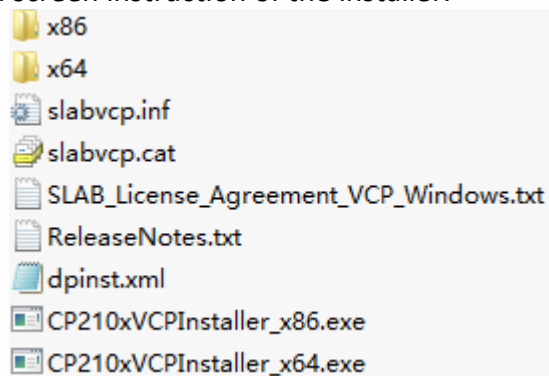 screen instruction of the installer.
x86
x64
slabvcp.inf
slabvcp.cat
SLAB_License_Agreement_VCP_Windows.txt
ReleaseNotes.txt
dpinst.xml
CP210xVCPInstaller_x86.exe
CP210xVCPInstaller_x64.exe